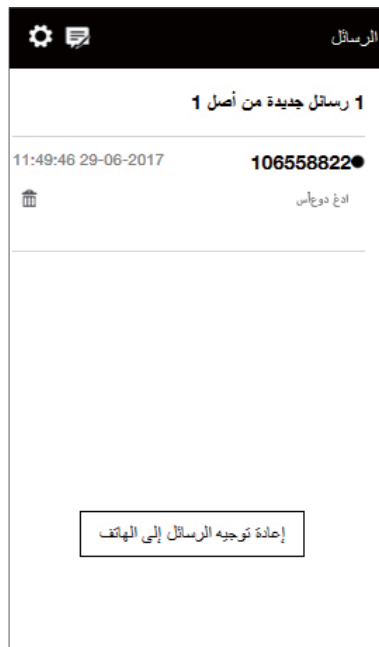 الرسائل
1 رسائل جديدة من أصل 1
106558822 11:49:46 29-06-2017
ادغ دوعأس
إعادة توجيه الرسائل إلى الهاتف